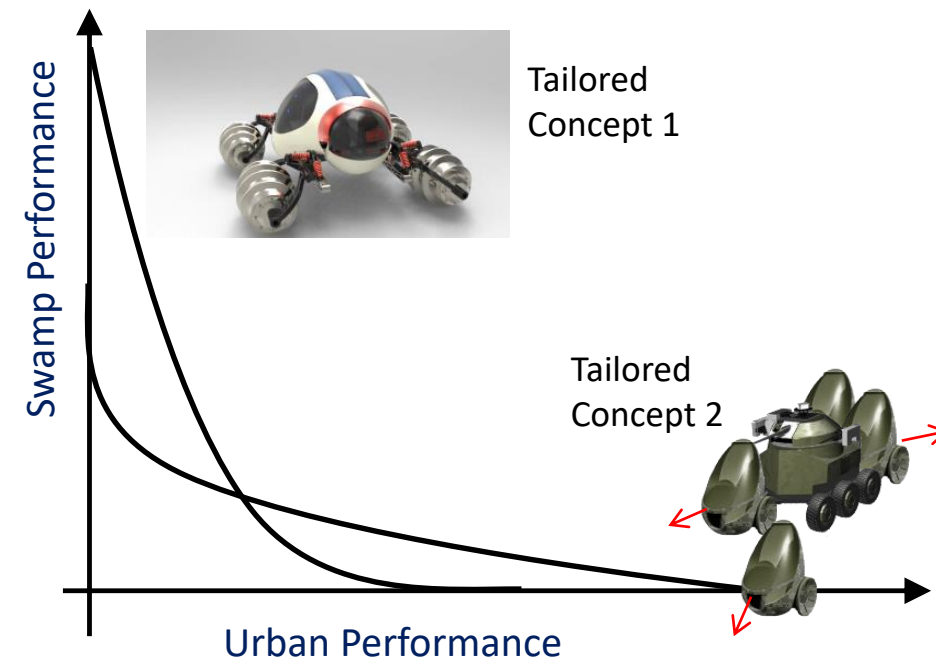 Swamp Performance
Tailored
Concept 1
Tailored
Concept 2
Urban Performance